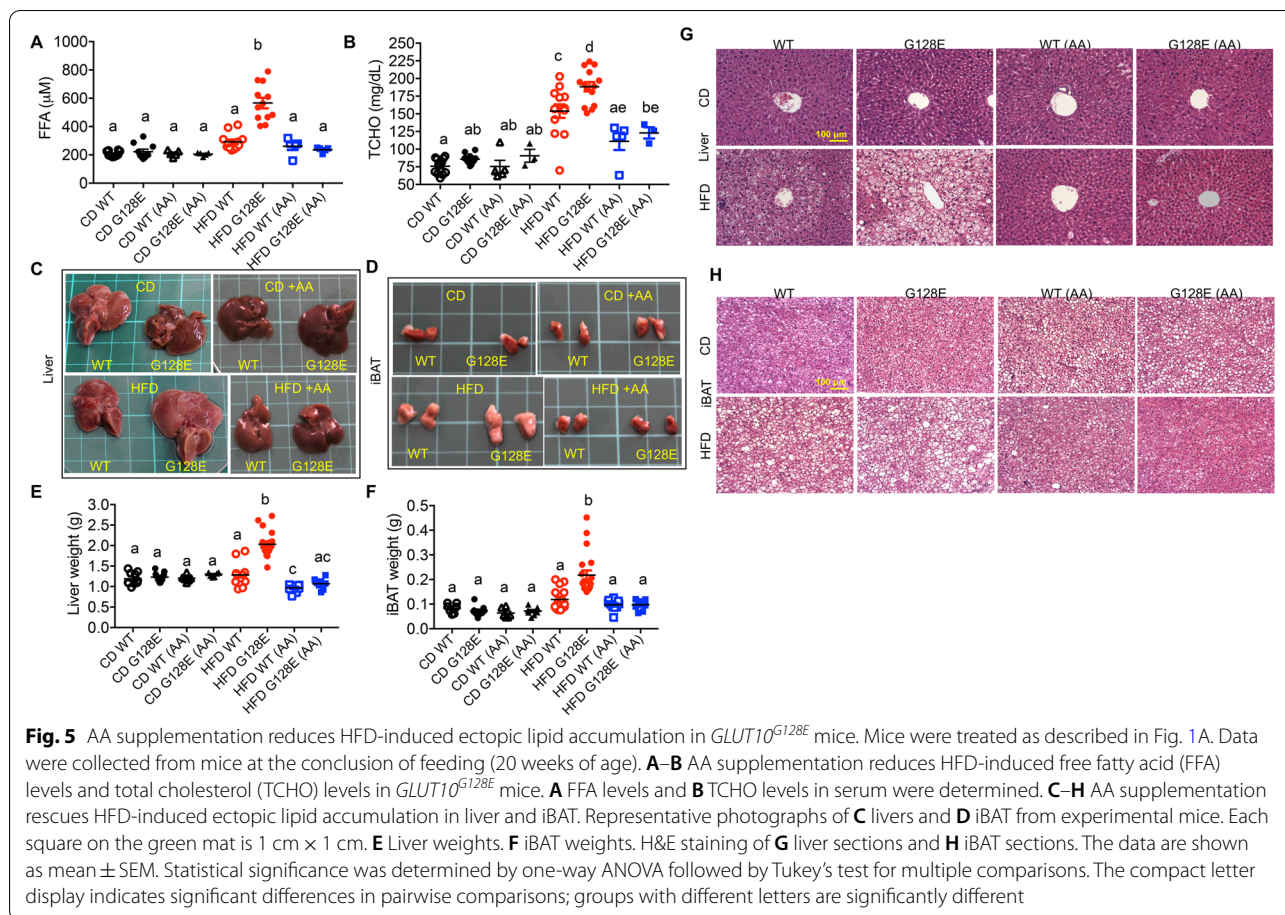 A
FFA (µM)
1000
800
600
400
200
0
a
a
a
a
a
b
a
a
CD WT
CD G128E
CD WT (AA)
CD G128E (AA)
HFD WT
HFD G128E
HFD WT (AA)
HFD G128E (AA)
B
TCHO (mg/dL)
250
225
200
175
150
125
100
75
50
a
ab
ab
ab
c
d
ae
be
CD WT
CD G128E
CD WT (AA)
CD G128E (AA)
HFD WT
HFD G128E
HFD WT (AA)
HFD G128E (AA)
C
Liver
CD
CD +AA
WT
G128E
WT
G128E
HFD
HFD +AA
WT
G128E
WT
G128E
D
iBAT
CD
CD +AA
WT
G128E
WT
G128E
HFD
HFD +AA
WT
G128E
WT
G128E
E
Liver weight (g)
3.0
2.5
2.0
1.5
1.0
0.5
0.0
a
a
a
a
a
b
c
ac
CD WT
CD G128E
CD WT (AA)
CD G128E (AA)
HFD WT
HFD G128E
HFD WT (AA)
HFD G128E (AA)
F
iBAT weight (g)
0.5
0.4
0.3
0.2
0.1
0.0
a
a
a
a
a
b
a
a
CD WT
CD G128E
CD WT (AA)
CD G128E (AA)
HFD WT
HFD G128E
HFD WT (AA)
HFD G128E (AA)
G
WT
G128E
WT (AA)
G128E (AA)
CD
Liver
HFD
100 µm
H
WT
G128E
WT (AA)
G128E (AA)
CD
iBAT
HFD
100 µm
Fig. 5 AA supplementation reduces HFD-induced ectopic lipid accumulation in GLUT10G128E mice. Mice were treated as described in Fig. 1A. Data
were collected from mice at the conclusion of feeding (20 weeks of age). A–B AA supplementation reduces HFD-induced free fatty acid (FFA)
levels and total cholesterol (TCHO) levels in GLUT10G128E mice. A FFA levels and B TCHO levels in serum were determined. C–H AA supplementation
rescues HFD-induced ectopic lipid accumulation in liver and iBAT. Representative photographs of C livers and D iBAT from experimental mice. Each
square on the green mat is 1 cm × 1 cm. E Liver weights. F iBAT weights. H&E staining of G liver sections and H iBAT sections. The data are shown
as mean ± SEM. Statistical significance was determined by one-way ANOVA followed by Tukey's test for multiple comparisons. The compact letter
display indicates significant differences in pairwise comparisons; groups with different letters are significantly different